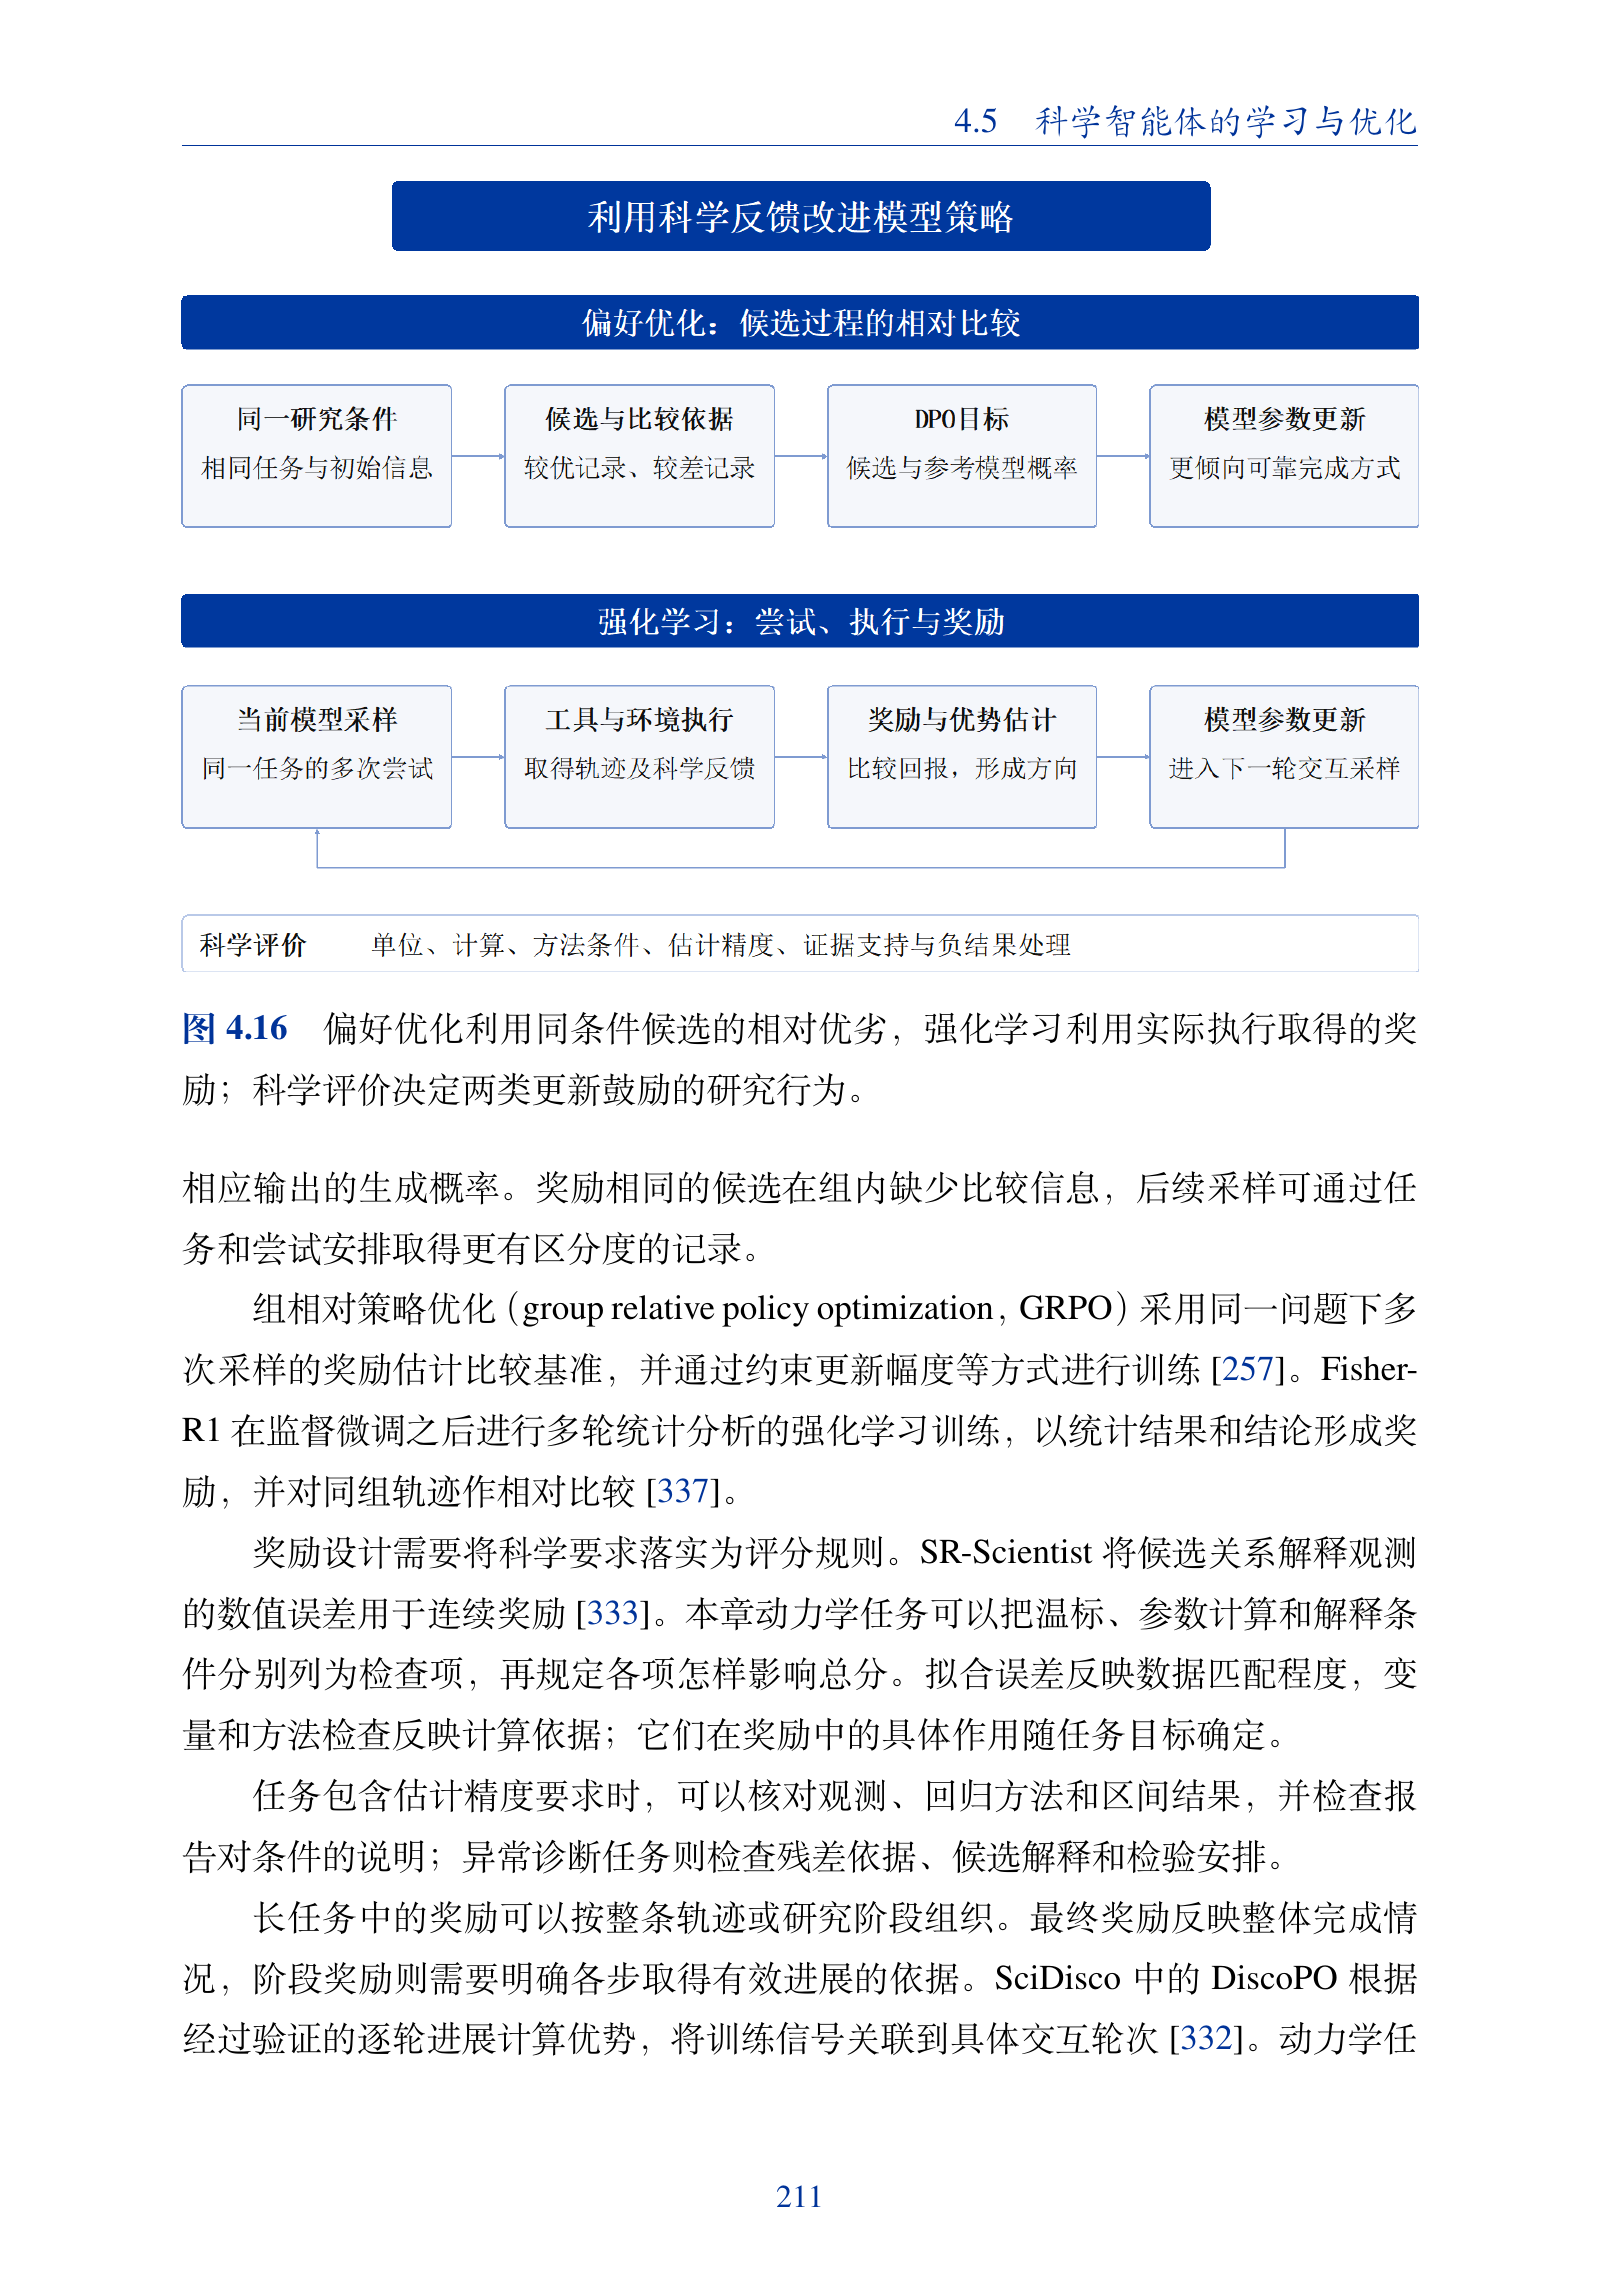 4.5 科学智能体的学习与优化
利用科学反馈改进模型策略
偏好优化：候选过程的相对比较
同一研究条件
相同任务与初始信息
候选与比较依据
较优记录、较差记录
DPO目标
候选与参考模型概率
模型参数更新
更倾向可靠完成方式
强化学习：尝试、执行与奖励
当前模型采样
同一任务的多次尝试
工具与环境执行
取得轨迹及科学反馈
奖励与优势估计
比较回报，形成方向
模型参数更新
进入下一轮交互采样
科学评价 单位、计算、方法条件、估计精度、证据支持与负结果处理
图 4.16 偏好优化利用同条件候选的相对优劣，强化学习利用实际执行取得的奖
励；科学评价决定两类更新鼓励的研究行为。
相应输出的生成概率。奖励相同的候选在组内缺少比较信息，后续采样可通过任
务和尝试安排取得更有区分度的记录。
组相对策略优化（group relative policy optimization，GRPO）采用同一问题下多
次采样的奖励估计比较基准，并通过约束更新幅度等方式进行训练 [257]。Fisher-
R1 在监督微调之后进行多轮统计分析的强化学习训练，以统计结果和结论形成奖
励，并对同组轨迹作相对比较 [337]。
奖励设计需要将科学要求落实为评分规则。SR-Scientist 将候选关系解释观测
的数值误差用于连续奖励 [333]。本章动力学任务可以把温标、参数计算和解释条
件分别列为检查项，再规定各项怎样影响总分。拟合误差反映数据匹配程度，变
量和方法检查反映计算依据；它们在奖励中的具体作用随任务目标确定。
任务包含估计精度要求时，可以核对观测、回归方法和区间结果，并检查报
告对条件的说明；异常诊断任务则检查残差依据、候选解释和检验安排。
长任务中的奖励可以按整条轨迹或研究阶段组织。最终奖励反映整体完成情
况，阶段奖励则需要明确各步取得有效进展的依据。SciDisco 中的 DiscoPO 根据
经过验证的逐轮进展计算优势，将训练信号关联到具体交互轮次 [332]。动力学任
211